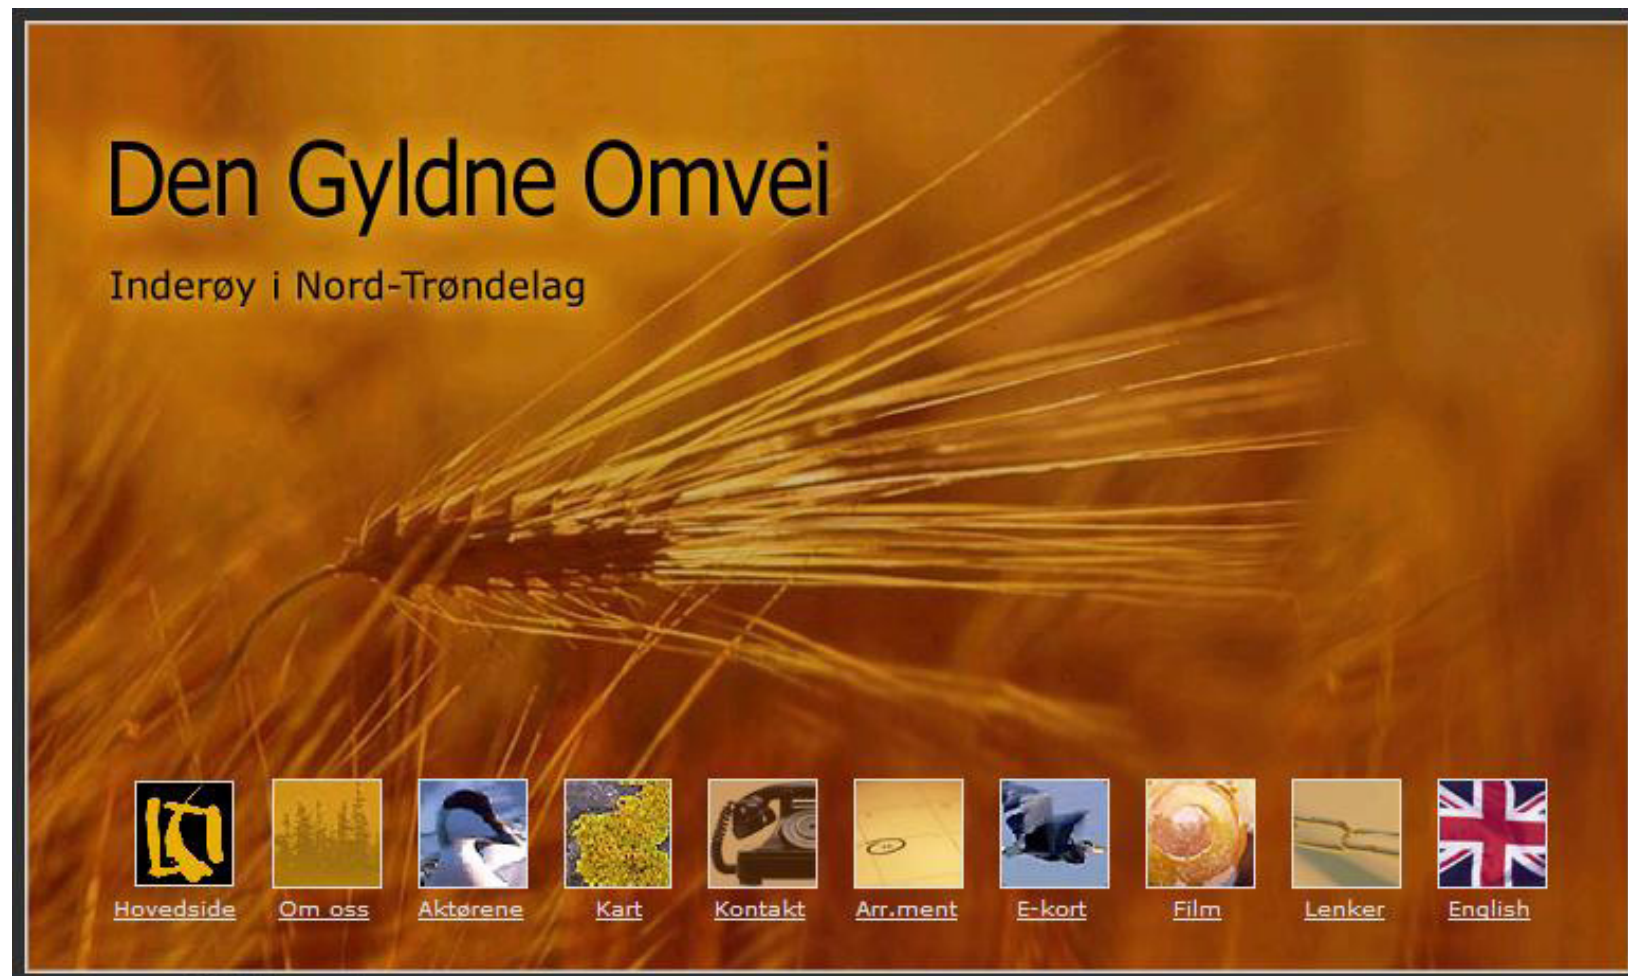 Den Gyldne Omvei
Inderøy i Nord-Trøndelag
Hovedside Om oss Aktørene Kart Kontakt Arr.ment E-kort Film Lenker English